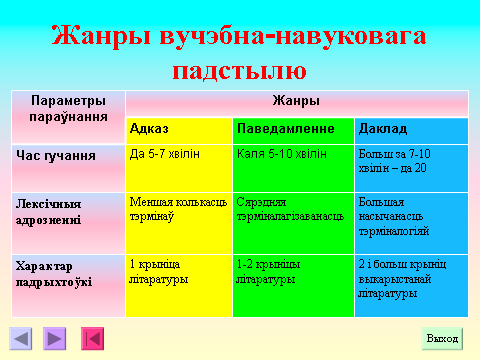 Жанры вучэбна-навуковага
падстылю
Параметры
параўнання
Жанры
Адказ
Паведамленне
Даклад
Час гучання
Да 5-7 хвілін
Каля 5-10 хвілін
Больш за 7-10
хвілін – да 20
Лексічныя
адрозненні
Меншая колькасць
тэрмінаў
Сярэдняя
тэрміналагізаванасць
Большая
насычанасць
тэрміналогіяй
Характар
падрыхтоўкі
1 крыніца
літаратуры
1-2 крыніцы
літаратуры
2 і больш крыніц
выкарыстанай
літаратуры
Выход